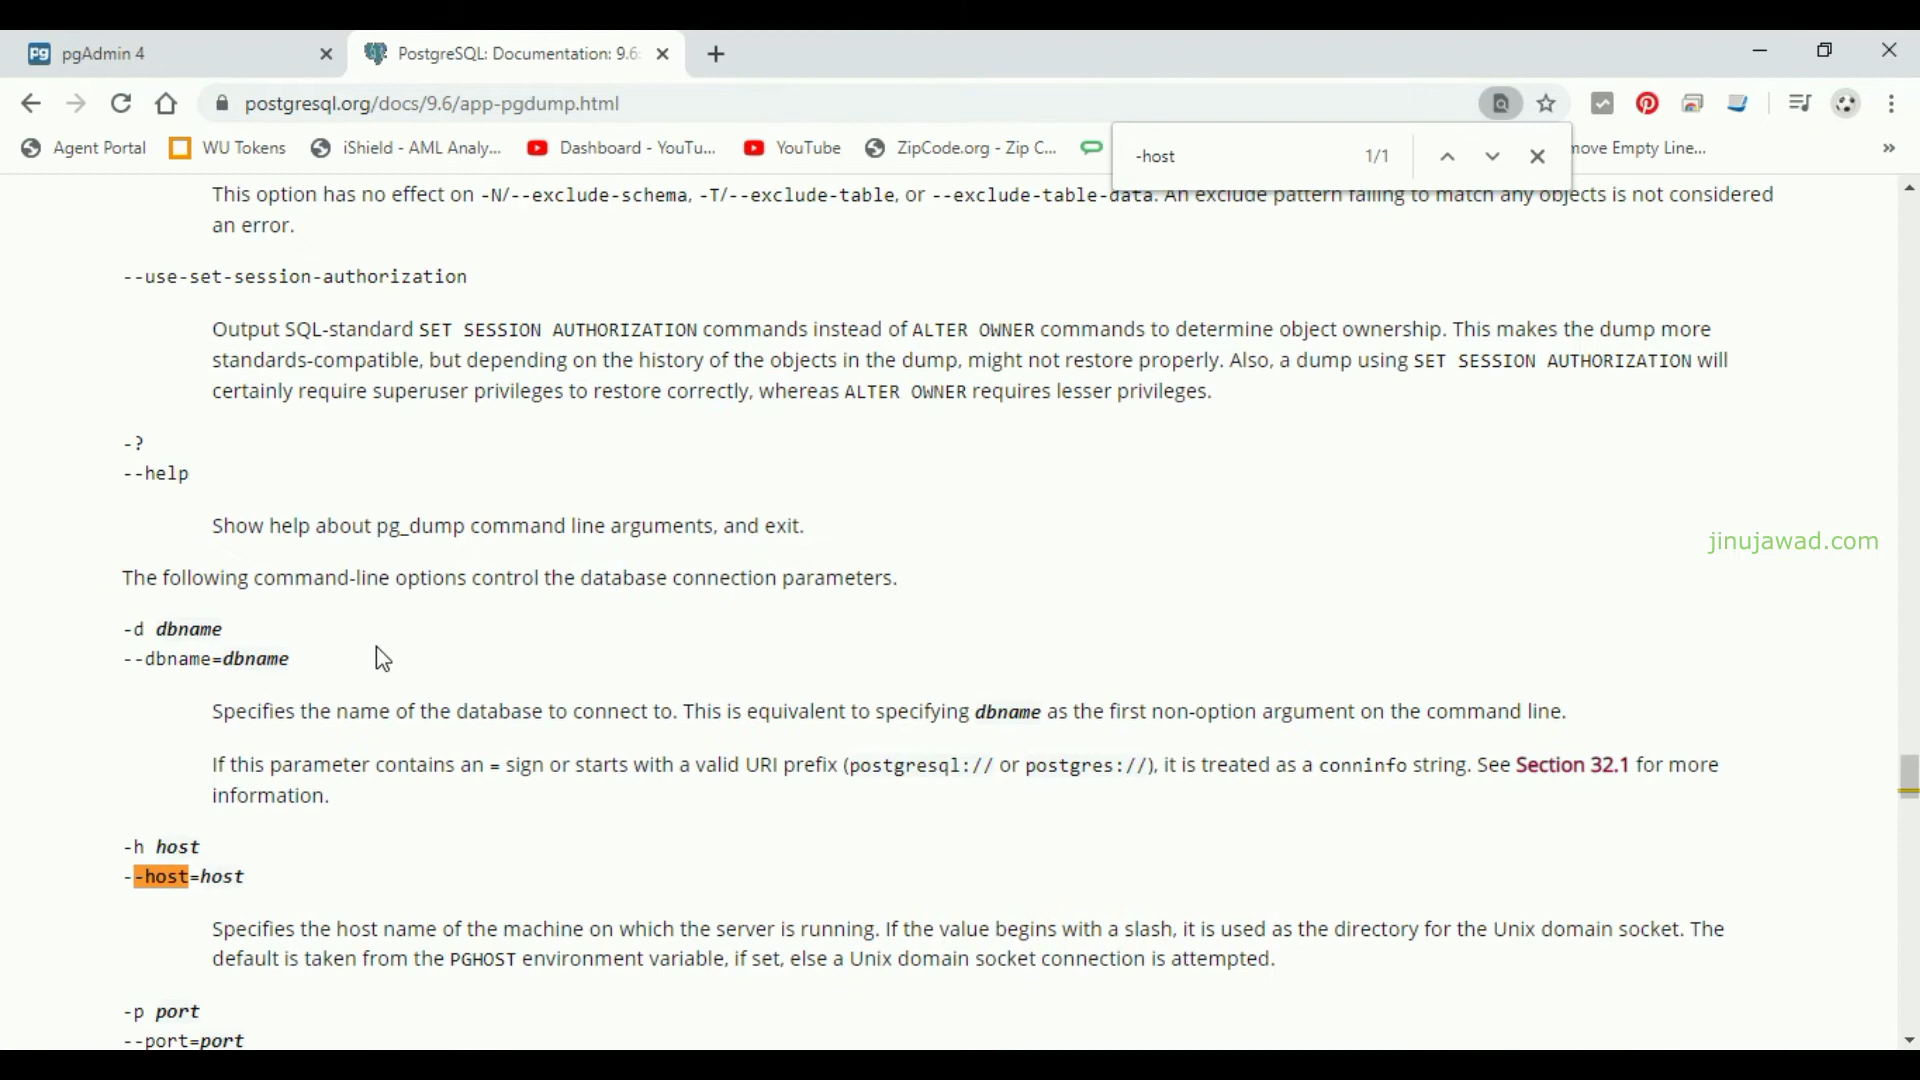 pgAdmin 4
PostgreSQL: Documentation: 9.6:
postgresql.org/docs/9.6/app-pgdump.html
Agent Portal
WU Tokens
iShield - AML Analy...
Dashboard - YouTu...
YouTube
ZipCode.org - Zip C...
move Empty Line...
»
-host 1/1
This option has no effect on -N/--exclude-schema, -T/--exclude-table, or --exclude-table-data. An exclude pattern failing to match any objects is not considered
an error.
--use-set-session-authorization
Output SQL-standard SET SESSION AUTHORIZATION commands instead of ALTER OWNER commands to determine object ownership. This makes the dump more
standards-compatible, but depending on the history of the objects in the dump, might not restore properly. Also, a dump using SET SESSION AUTHORIZATION will
certainly require superuser privileges to restore correctly, whereas ALTER OWNER requires lesser privileges.
-?
--help
Show help about pg_dump command line arguments, and exit.
jinujawad.com
The following command-line options control the database connection parameters.
-d dbname
--dbname=dbname
Specifies the name of the database to connect to. This is equivalent to specifying dbname as the first non-option argument on the command line.
If this parameter contains an = sign or starts with a valid URI prefix (postgresql:// or postgres://), it is treated as a conninfo string. See Section 32.1 for more
information.
-h host
--host=host
Specifies the host name of the machine on which the server is running. If the value begins with a slash, it is used as the directory for the Unix domain socket. The
default is taken from the PGHOST environment variable, if set, else a Unix domain socket connection is attempted.
-p port
--port=port